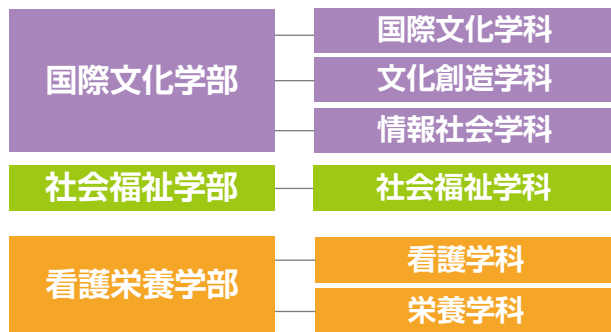 国際文化学部
国際文化学科
文化創造学科
情報社会学科
社会福祉学部
社会福祉学科
看護栄養学部
看護学科
栄養学科